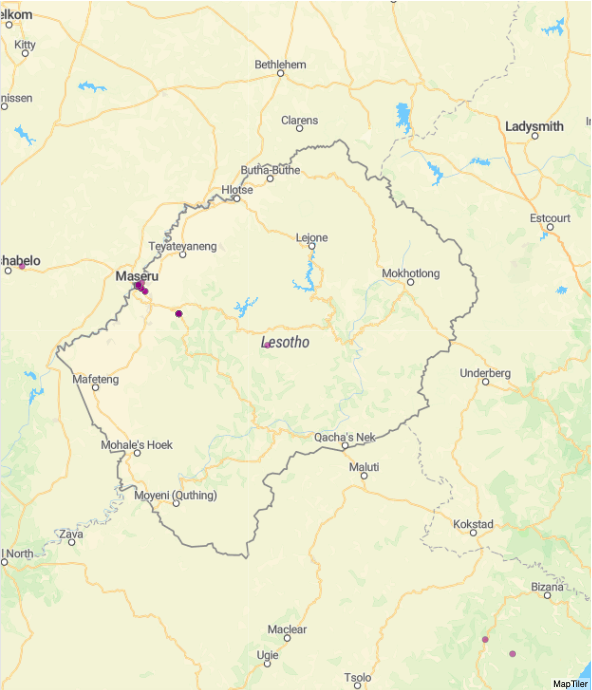 elkom
Kitty
nissen
Bethlehem
Clarens
Ladysmith
Butha-Buthe
Hlotse
Estcourt
Teyateyaneng
Lejone
habelo
Maseru
Mokhotlong
Lesotho
Underberg
Mafeteng
Mohale's Hoek
Qacha's Nek
Maluti
Moyeni (Quthing)
Kokstad
Zava
l North
Bizana
Maclear
Ugie
Tsolo
MapTiler